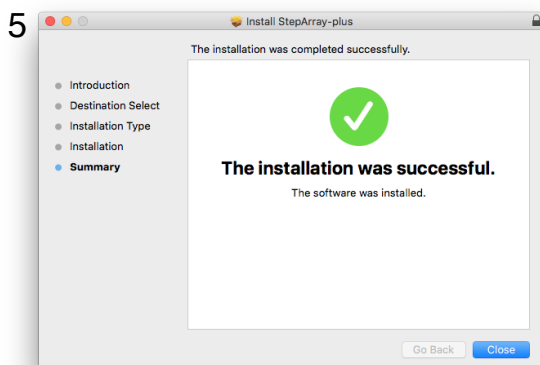 5
Install StepArray-plus
The installation was completed successfully.
Introduction
Destination Select
Installation Type
Installation
Summary
The installation was successful.
The software was installed.
Go Back
Close